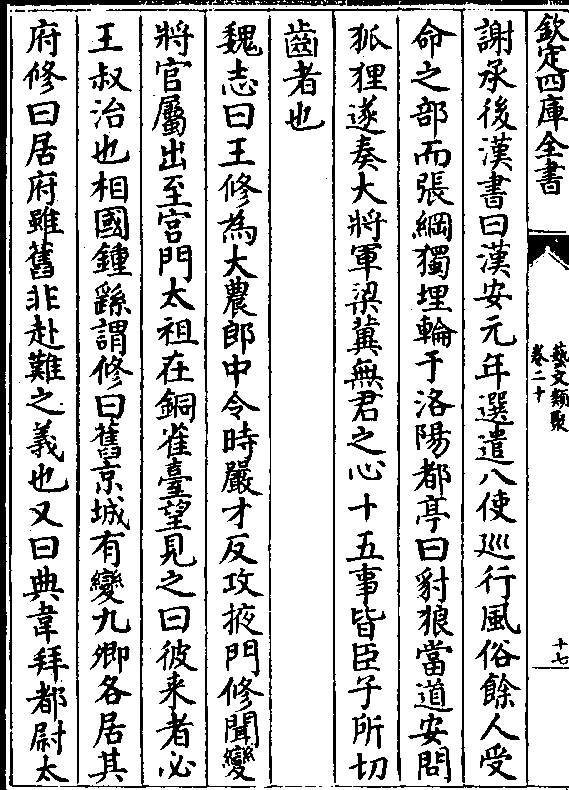 欽定四庫全書
藝文類聚
卷二十
十七
謝承後漢書曰漢安元年選遣八使巡行風俗餘人受
命之部而張綱獨埋輪于洛陽都亭曰豺狼當道安問
狐狸遂奏大將軍梁冀無君之心十五事皆臣子所切
齒者也
魏志曰王修為大農郎中令時嚴才反攻掖門修聞變
將官屬出至宫門太祖在銅雀臺望見之曰彼来者必
王叔治也相國鍾繇謂修曰舊京城有變九卿各居其
府修曰居府雖舊非赴難之義也又曰典韋拜都尉太